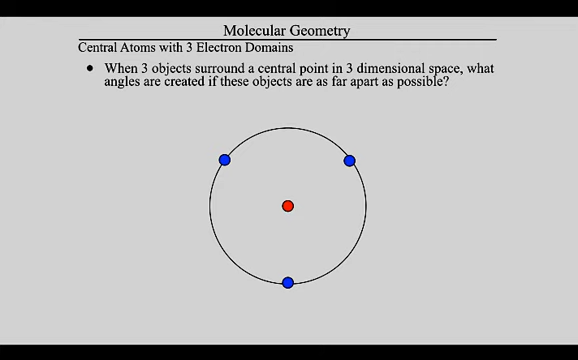 Molecular Geometry
Central Atoms with 3 Electron Domains
● When 3 objects surround a central point in 3 dimensional space, what
angles are created if these objects are as far apart as possible?